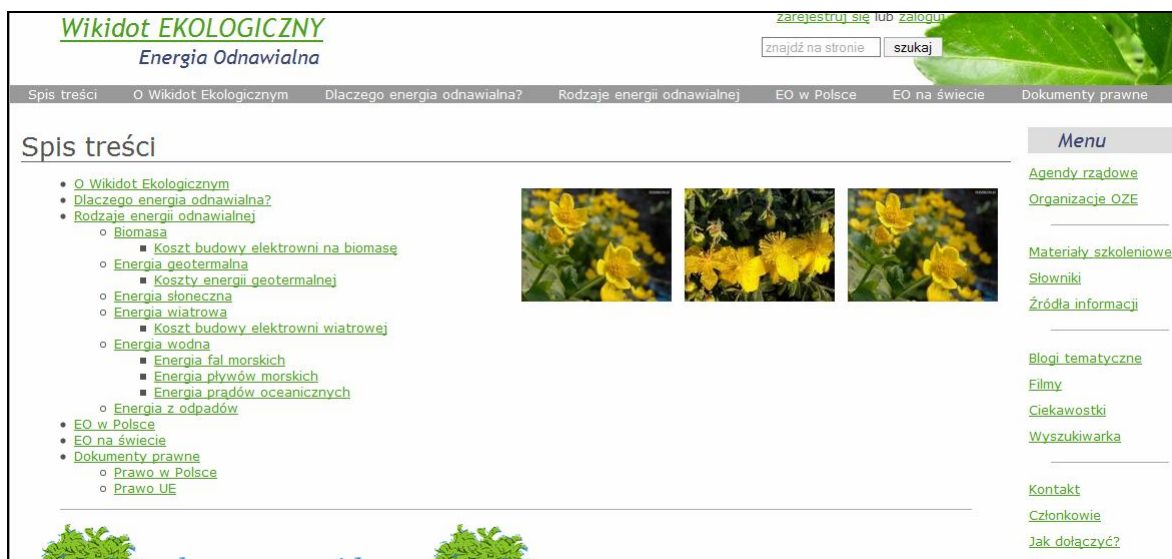 zarejestruj się lub zaloguj
Wikidot EKOLOGICZNY
Energia Odnawialna
znajdź na stronie szukaj
Spis treści O Wikidot Ekologicznym Dlaczego energia odnawialna? Rodzaje energii odnawialnej EO w Polsce EO na świecie Dokumenty prawne
Spis treści
O Wikidot Ekologicznym
Dlaczego energia odnawialna?
Rodzaje energii odnawialnej
Biomasa
Koszt budowy elektrowni na biomasę
Energia geotermalna
Koszty energii geotermalnej
Energia słoneczna
Energia wiatrowa
Koszt budowy elektrowni wiatrowej
Energia wodna
Energia fal morskich
Energia pływów morskich
Energia prądów oceanicznych
Energia z odpadów
EO w Polsce
EO na świecie
Dokumenty prawne
Prawo w Polsce
Prawo UE
Menu
Agendy rządowe
Organizacje OZE
Materiały szkoleniowe
Słowniki
Źródła informacji
Blogi tematyczne
Filmy
Ciekawostki
Wyszukiwarka
Kontakt
Członkowie
Jak dołączyć?